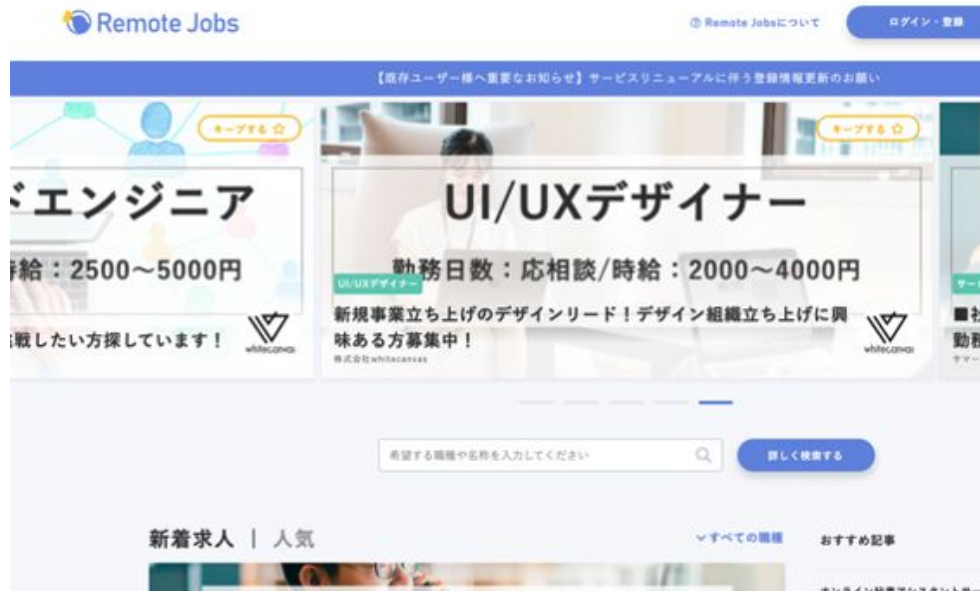 Remote Jobs
Remote Jobsについて
ログイン・登録
【既存ユーザー様へ重要なお知らせ】サービスリニューアルに伴う登録情報更新のお願い
キープする
ドエンジニア
給：2500〜5000円
戦したい方探しています！
whitecanvas
キープする
UI/UXデザイナー
勤務日数：応相談/時給：2000〜4000円
UI/UXデザイナー
新規事業立ち上げのデザインリード！デザイン組織立ち上げに興
味ある方募集中！
株式会社whitecanvas
whitecanvas
希望する職種や名称を入力してください
詳しく検索する
新着求人 | 人気
すべての職種
おすすめ記事